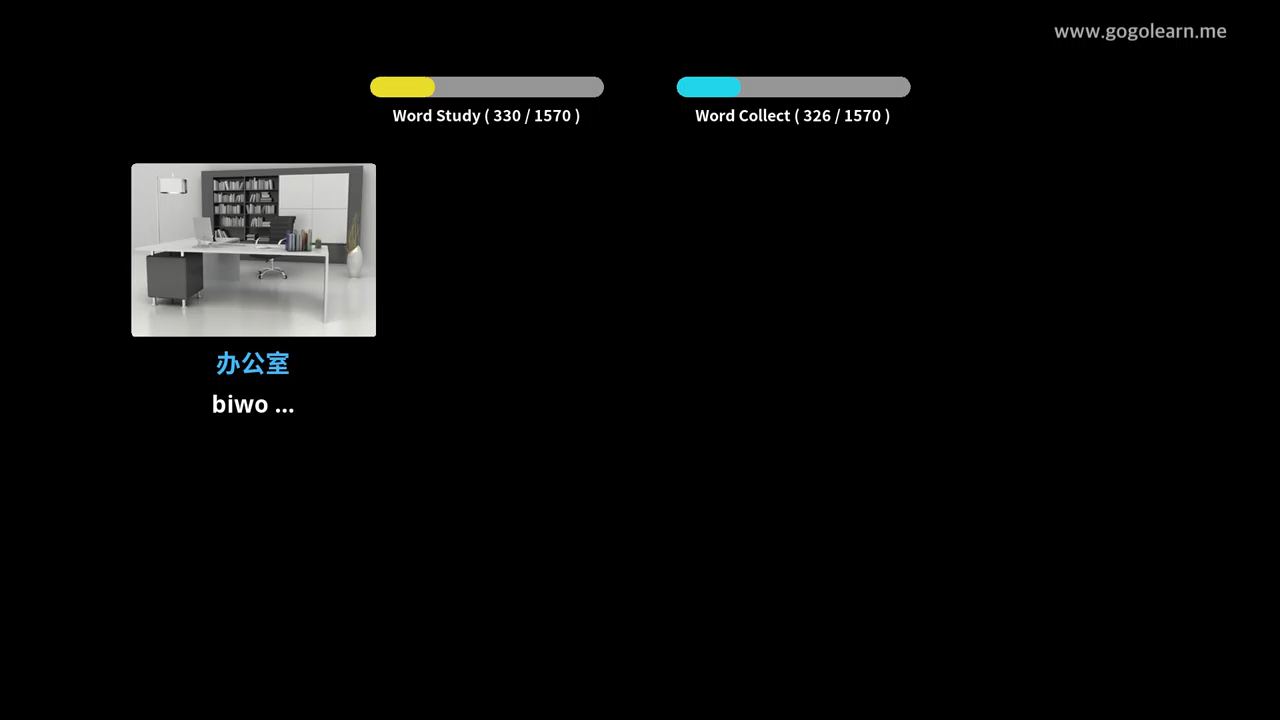 www.gogolearn.me
Word Study ( 330 / 1570 )
Word Collect ( 326 / 1570 )
办公室
biwo ...